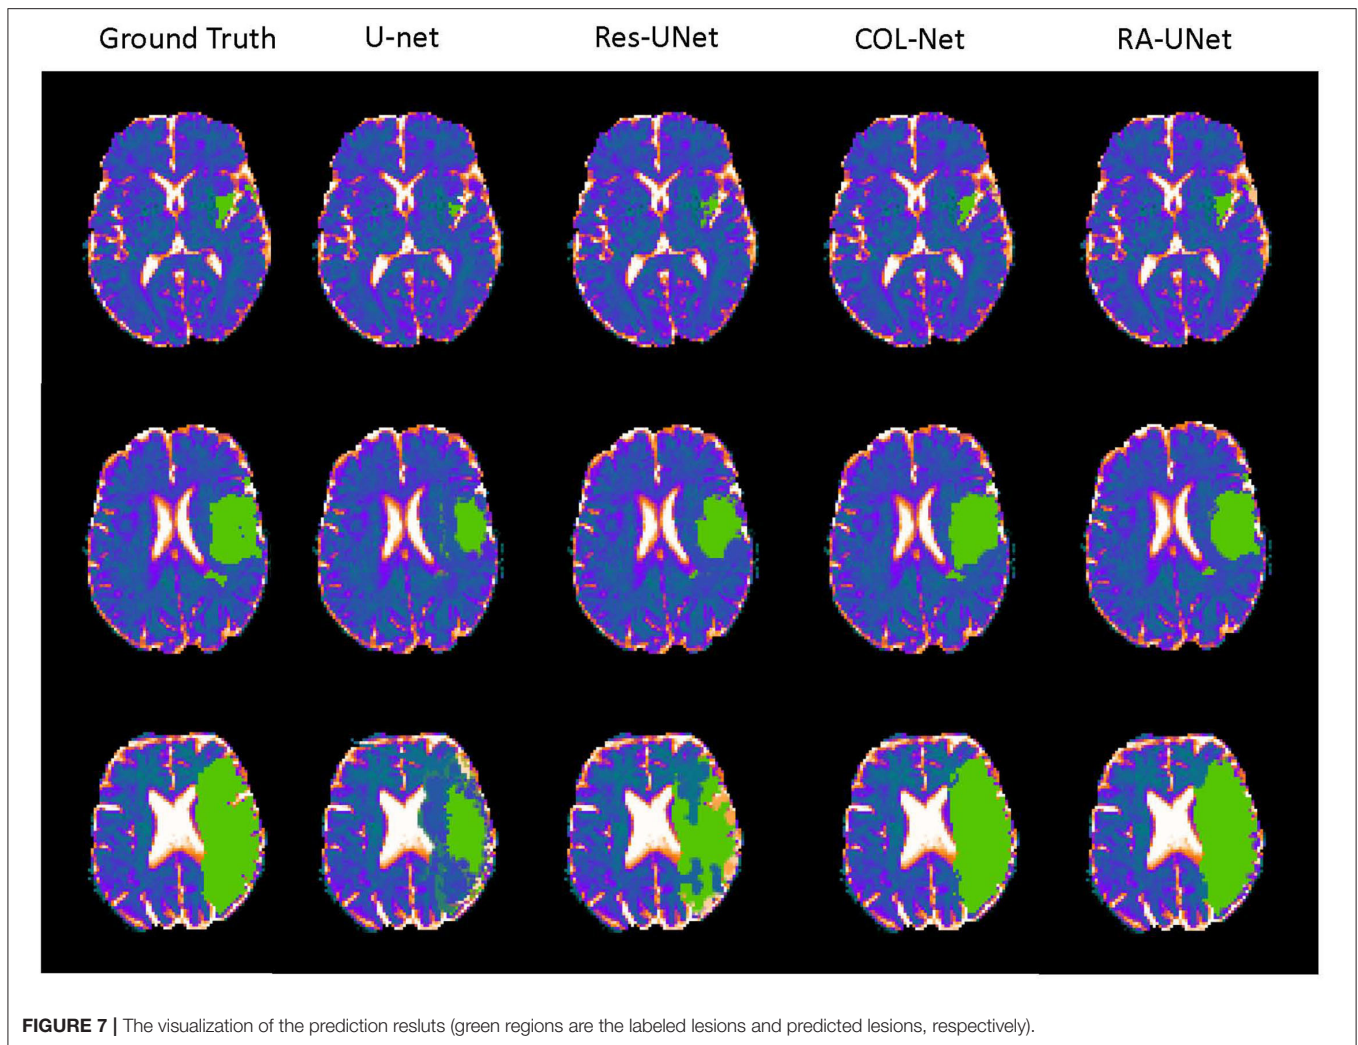 Ground Truth U-net Res-UNet COL-Net RA-UNet
FIGURE 7 | The visualization of the prediction resluts (green regions are the labeled lesions and predicted lesions, respectively).